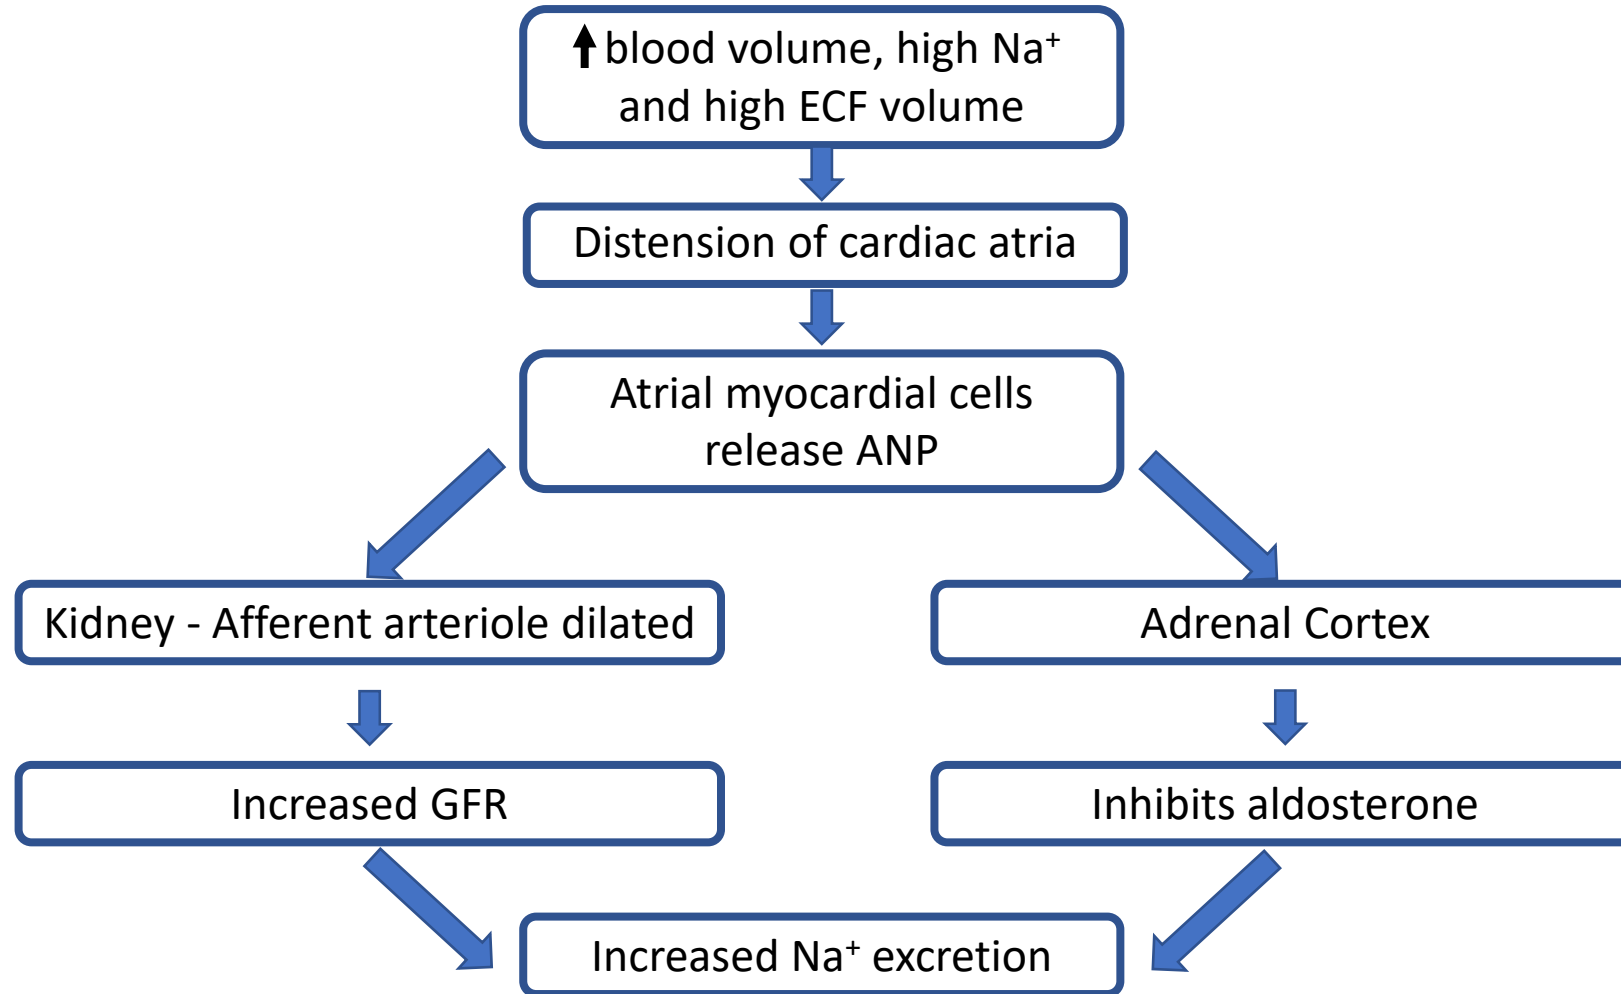 ⬆ blood volume, high Na⁺
and high ECF volume
Distension of cardiac atria
Atrial myocardial cells
release ANP
Kidney - Afferent arteriole dilated
Adrenal Cortex
Increased GFR
Inhibits aldosterone
Increased Na⁺ excretion